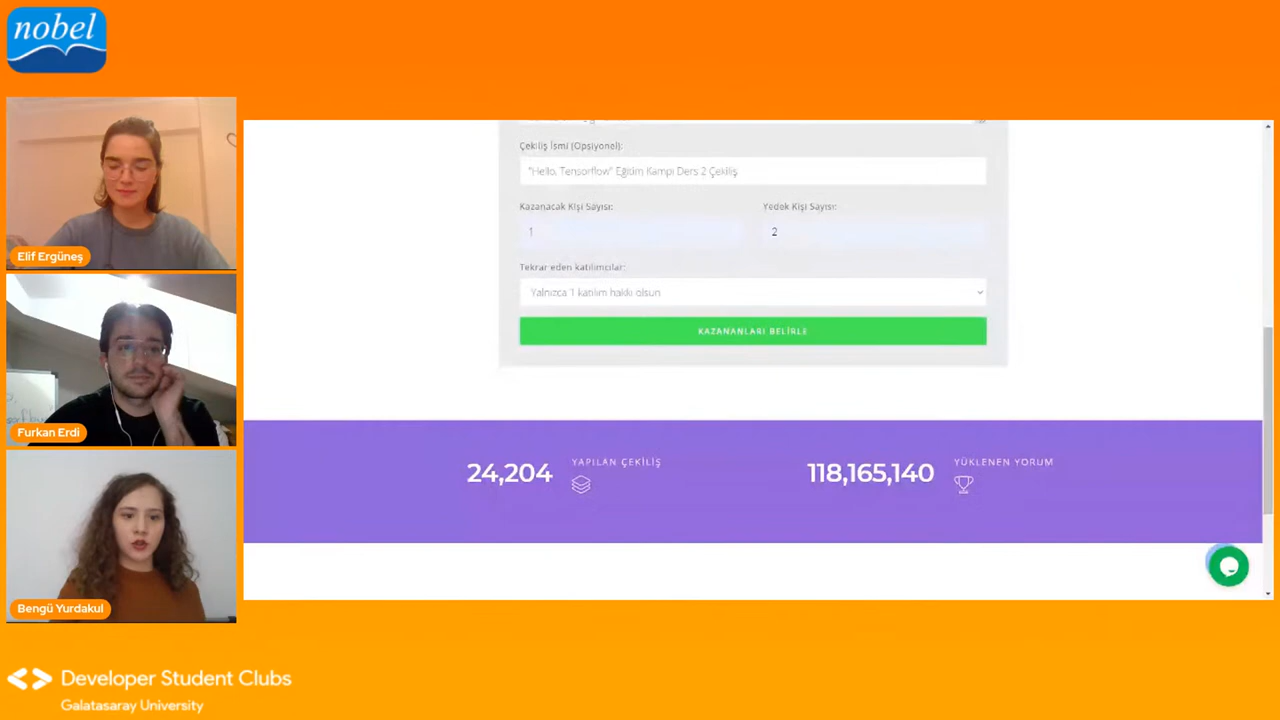 nobel
Elif Ergüneş
Furkan Erdi
Bengü Yurdakul
Çekiliş İsmi (Opsiyonel):
"Hello, Tensorflow" Eğitim Kampı Ders 2 Çekiliş
Kazanacak Kişi Sayısı:
Yedek Kişi Sayısı:
1
2
Tekrar eden katılımcılar:
Yalnızca 1 katılım hakkı olsun
KAZANANLARI BELİRLE
24,204
YAPILAN ÇEKİLİŞ
118,165,140
YÜKLENEN YORUM
Developer Student Clubs
Galatasaray University